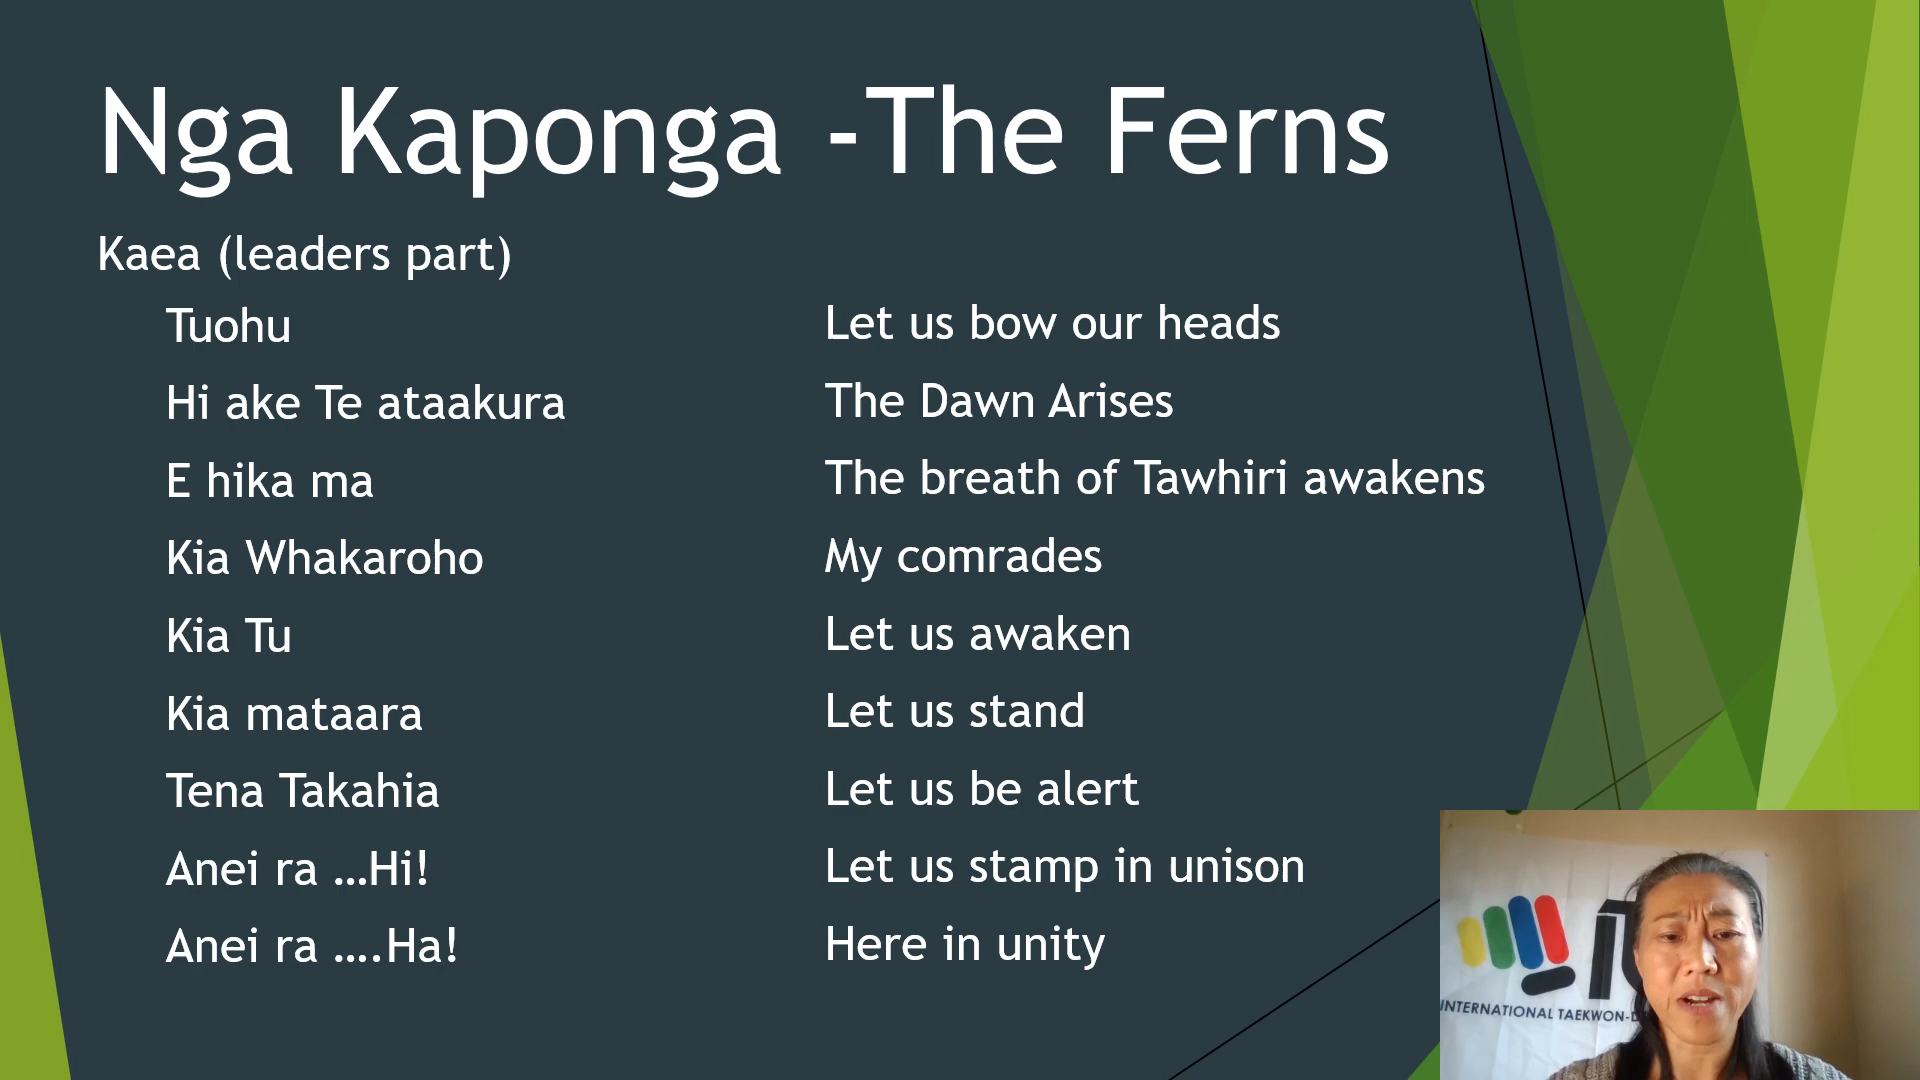 Nga Kaponga -The Ferns
Kaea (leaders part)
Tuohu
Hi ake Te ataakura
E hika ma
Kia Whakaroho
Kia Tu
Kia mataara
Tena Takahia
Anei ra …Hi!
Anei ra ….Ha!
Let us bow our heads
The Dawn Arises
The breath of Tawhiri awakens
My comrades
Let us awaken
Let us stand
Let us be alert
Let us stamp in unison
Here in unity
INTERNATIONAL TAEKWON-D